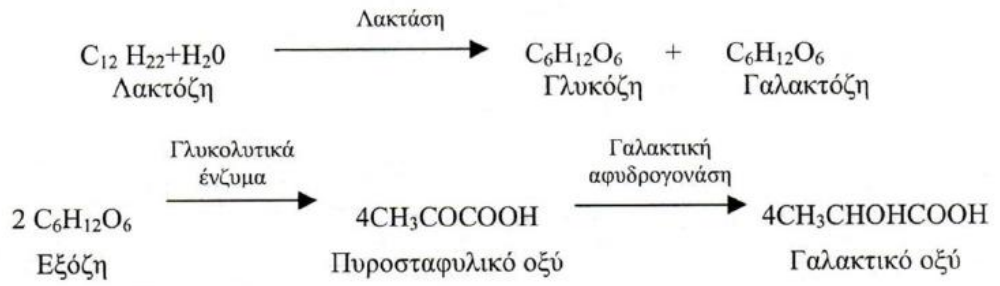 Λακτάση
C₁₂ H₂₂+H₂0 C₆H₁₂O₆ + C₆H₁₂O₆
Λακτόζη Γλυκόζη Γαλακτόζη
Γλυκολυτικά Γαλακτική
ένζυμα αφυδρογονάση
2 C₆H₁₂O₆ 4CH₃COCOOH 4CH₃CHOHCOOH
Εξόζη Πυροσταφυλικό οξύ Γαλακτικό οξύ